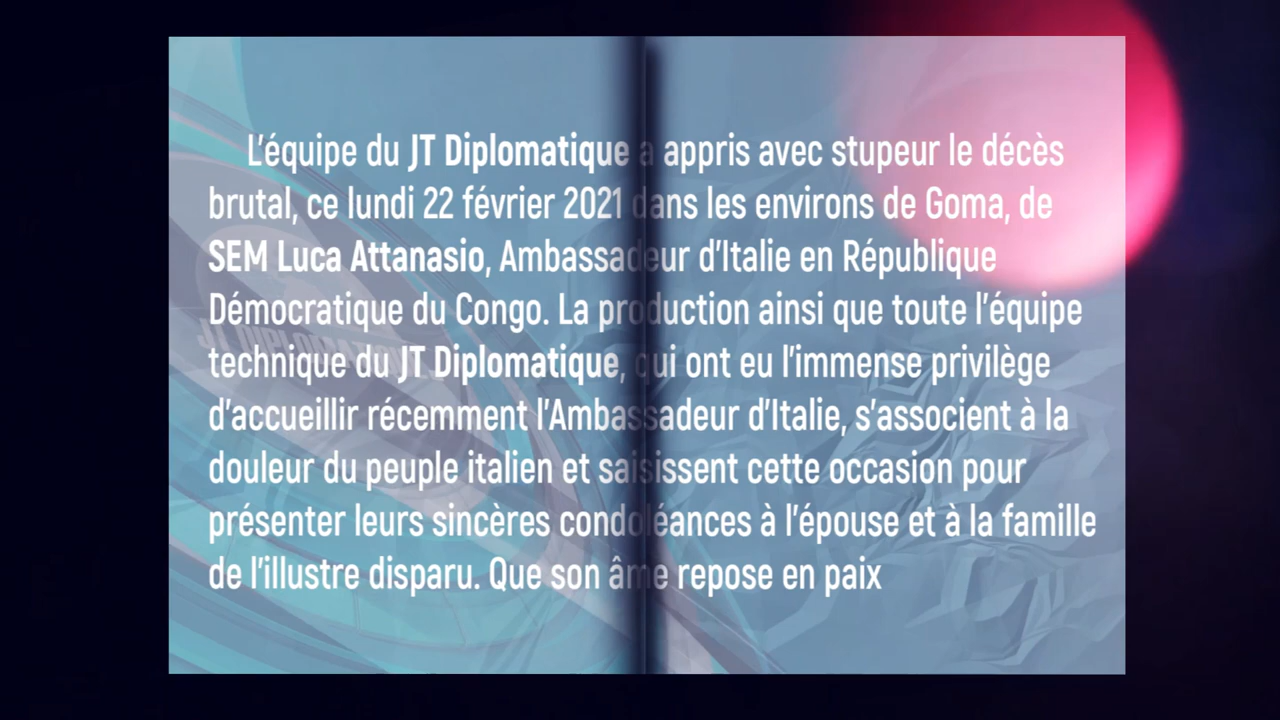 L'équipe du JT Diplomatique a appris avec stupeur le décès
brutal, ce lundi 22 février 2021 dans les environs de Goma, de
SEM Luca Attanasio, Ambassadeur d'Italie en République
Démocratique du Congo. La production ainsi que toute l'équipe
technique du JT Diplomatique, qui ont eu l'immense privilège
d'accueillir récemment l'Ambassadeur d'Italie, s'associent à la
douleur du peuple italien et saisissent cette occasion pour
présenter leurs sincères condoléances à l'épouse et à la famille
de l'illustre disparu. Que son âme repose en paix
JT DIPLOMATIQUE